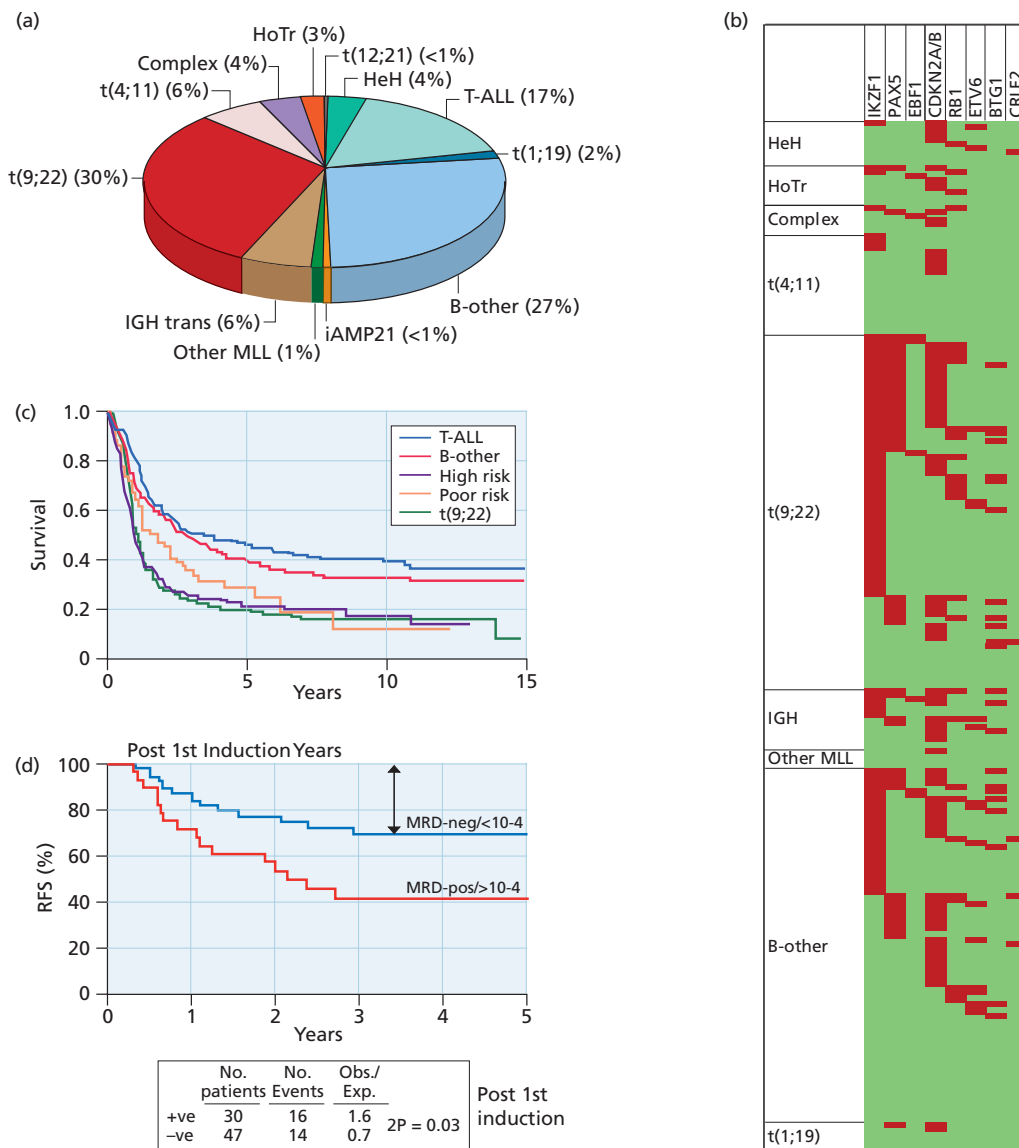 (a)
HoTr (3%)
t(12;21) (<1%)
Complex (4%)
HeH (4%)
t(4;11) (6%)
T-ALL (17%)
t(1;19) (2%)
t(9;22) (30%)
B-other (27%)
IGH trans (6%)
iAMP21 (<1%)
Other MLL (1%)
(b)
IKZF1
PAX5
EBF1
CDKN2A/B
RB1
ETV6
BTG1
CRLF2
HeH
HoTr
Complex
t(4;11)
t(9;22)
IGH
Other MLL
B-other
t(1;19)
(c)
1.0
0.8
0.6
0.4
0.2
0
Survival
T-ALL
B-other
High risk
Poor risk
t(9;22)
0 5 10 15
Years
(d)
Post 1st Induction Years
100
80
60
40
20
0
RFS (%)
MRD-neg/<10-4
MRD-pos/>10-4
0 1 2 3 4 5
Years
No. patients No. Events Obs./ Exp.
+ve 30 16 1.6
–ve 47 14 0.7
2P = 0.03
Post 1st
induction